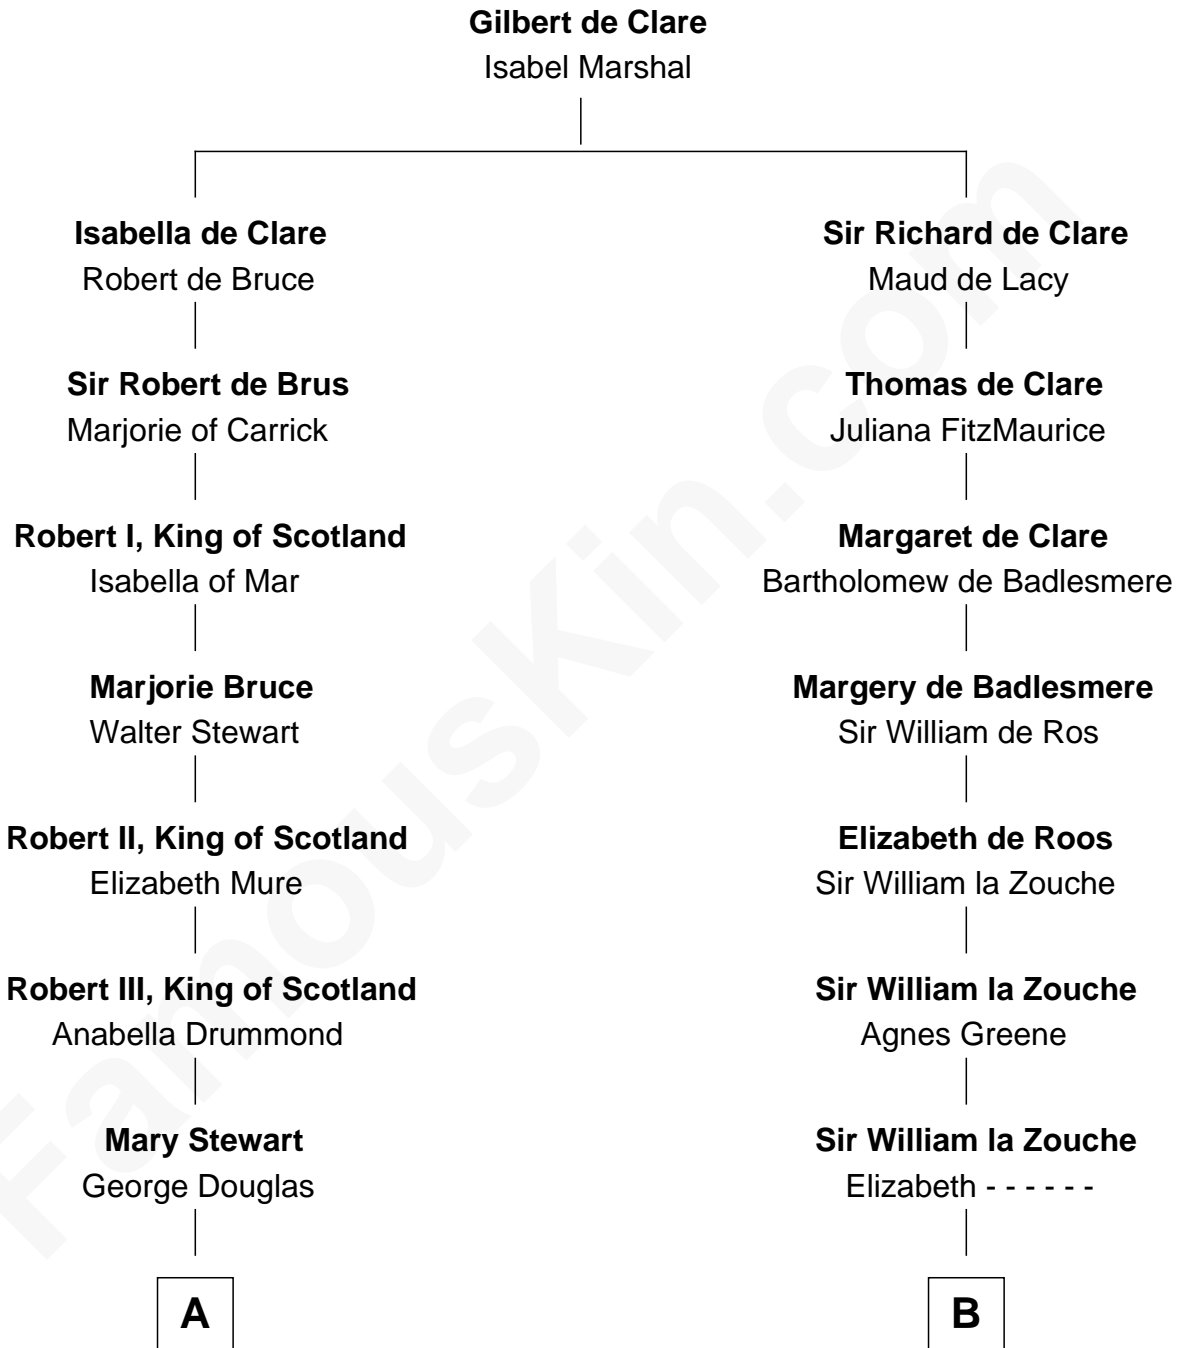 Gilbert de Clare
Isabel Marshal
Isabella de Clare
Robert de Bruce
Sir Richard de Clare
Maud de Lacy
Sir Robert de Brus
Marjorie of Carrick
Thomas de Clare
Juliana FitzMaurice
Robert I, King of Scotland
Isabella of Mar
Margaret de Clare
Bartholomew de Badlesmere
Marjorie Bruce
Walter Stewart
Margery de Badlesmere
Sir William de Ros
Robert II, King of Scotland
Elizabeth Mure
Elizabeth de Roos
Sir William la Zouche
Robert III, King of Scotland
Anabella Drummond
Sir William la Zouche
Agnes Greene
Mary Stewart
George Douglas
Sir William la Zouche
Elizabeth - - - - - -
A
B
FamousKin.com